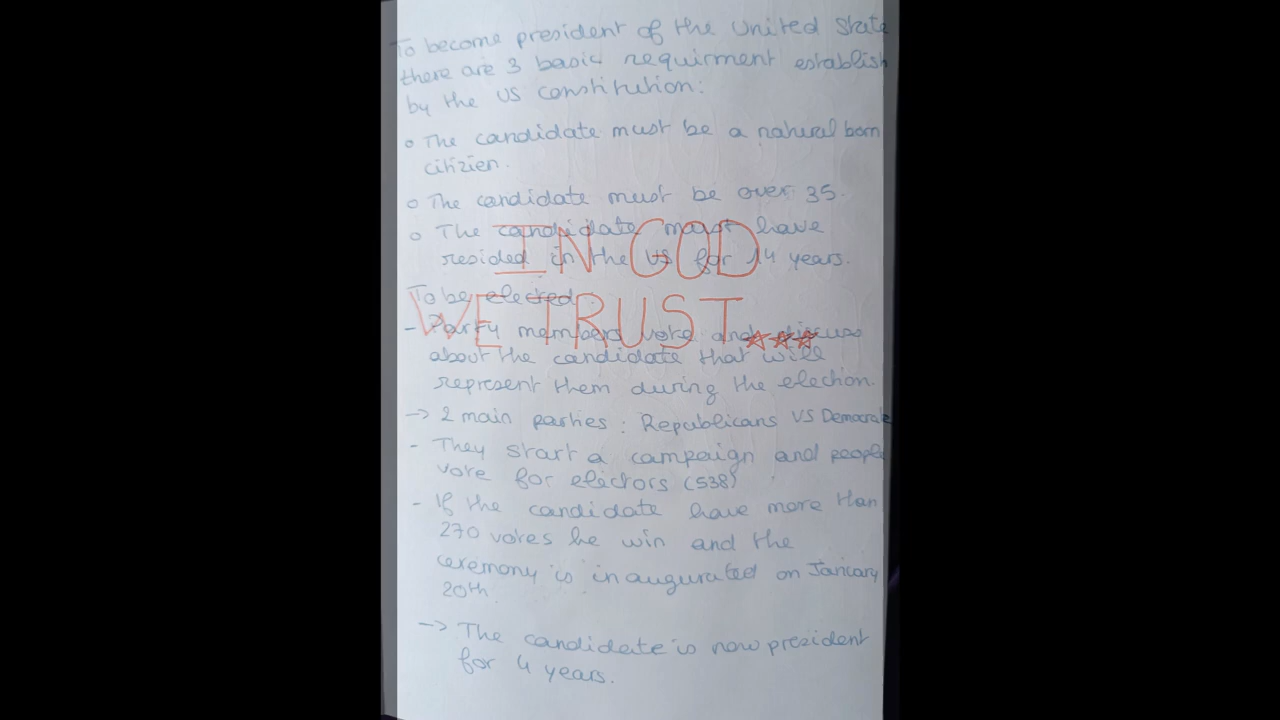 To become president of the United State
there are 3 basic requirment establish
by the US constitution:
o The candidate must be a natural born
citizien.
o The candidate must be over 35.
o The candidate must have
resided in the US for 14 years.
IN GOD
To be elected:
WE TRUST
- Party members vote and discuss
about the candidate that will
represent them during the election.
-> 2 main parties: Republicans VS Democrate
- They start a campaign and people
vote for electors (538)
- If the candidate have more than
270 votes he win and the
ceremony is inaugurated on January
20th.
-> The candidate is now president
for 4 years.